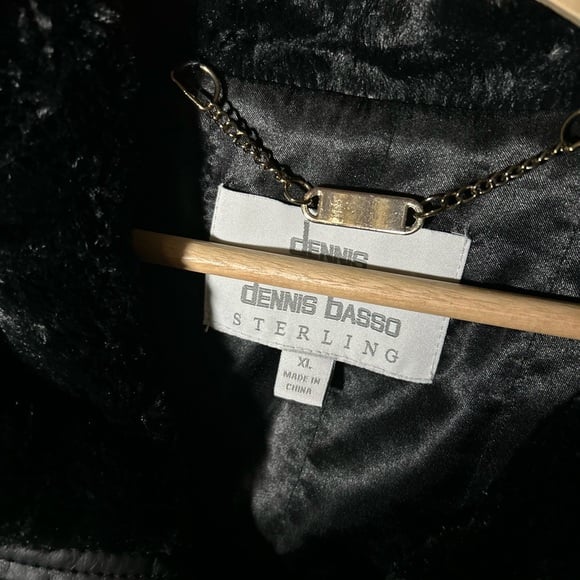 dENNIS
dENNIS bASSO
STERLING
XL
MADE IN
CHINA